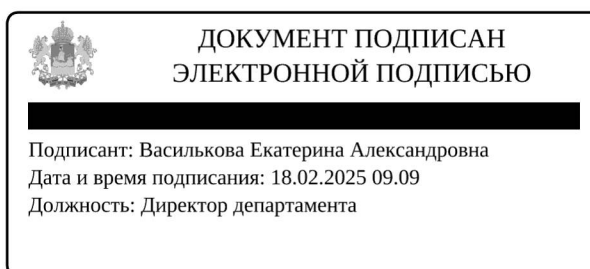 ДОКУМЕНТ ПОДПИСАН
ЭЛЕКТРОННОЙ ПОДПИСЬЮ
Подписант: Василькова Екатерина Александровна
Дата и время подписания: 18.02.2025 09.09
Должность: Директор департамента